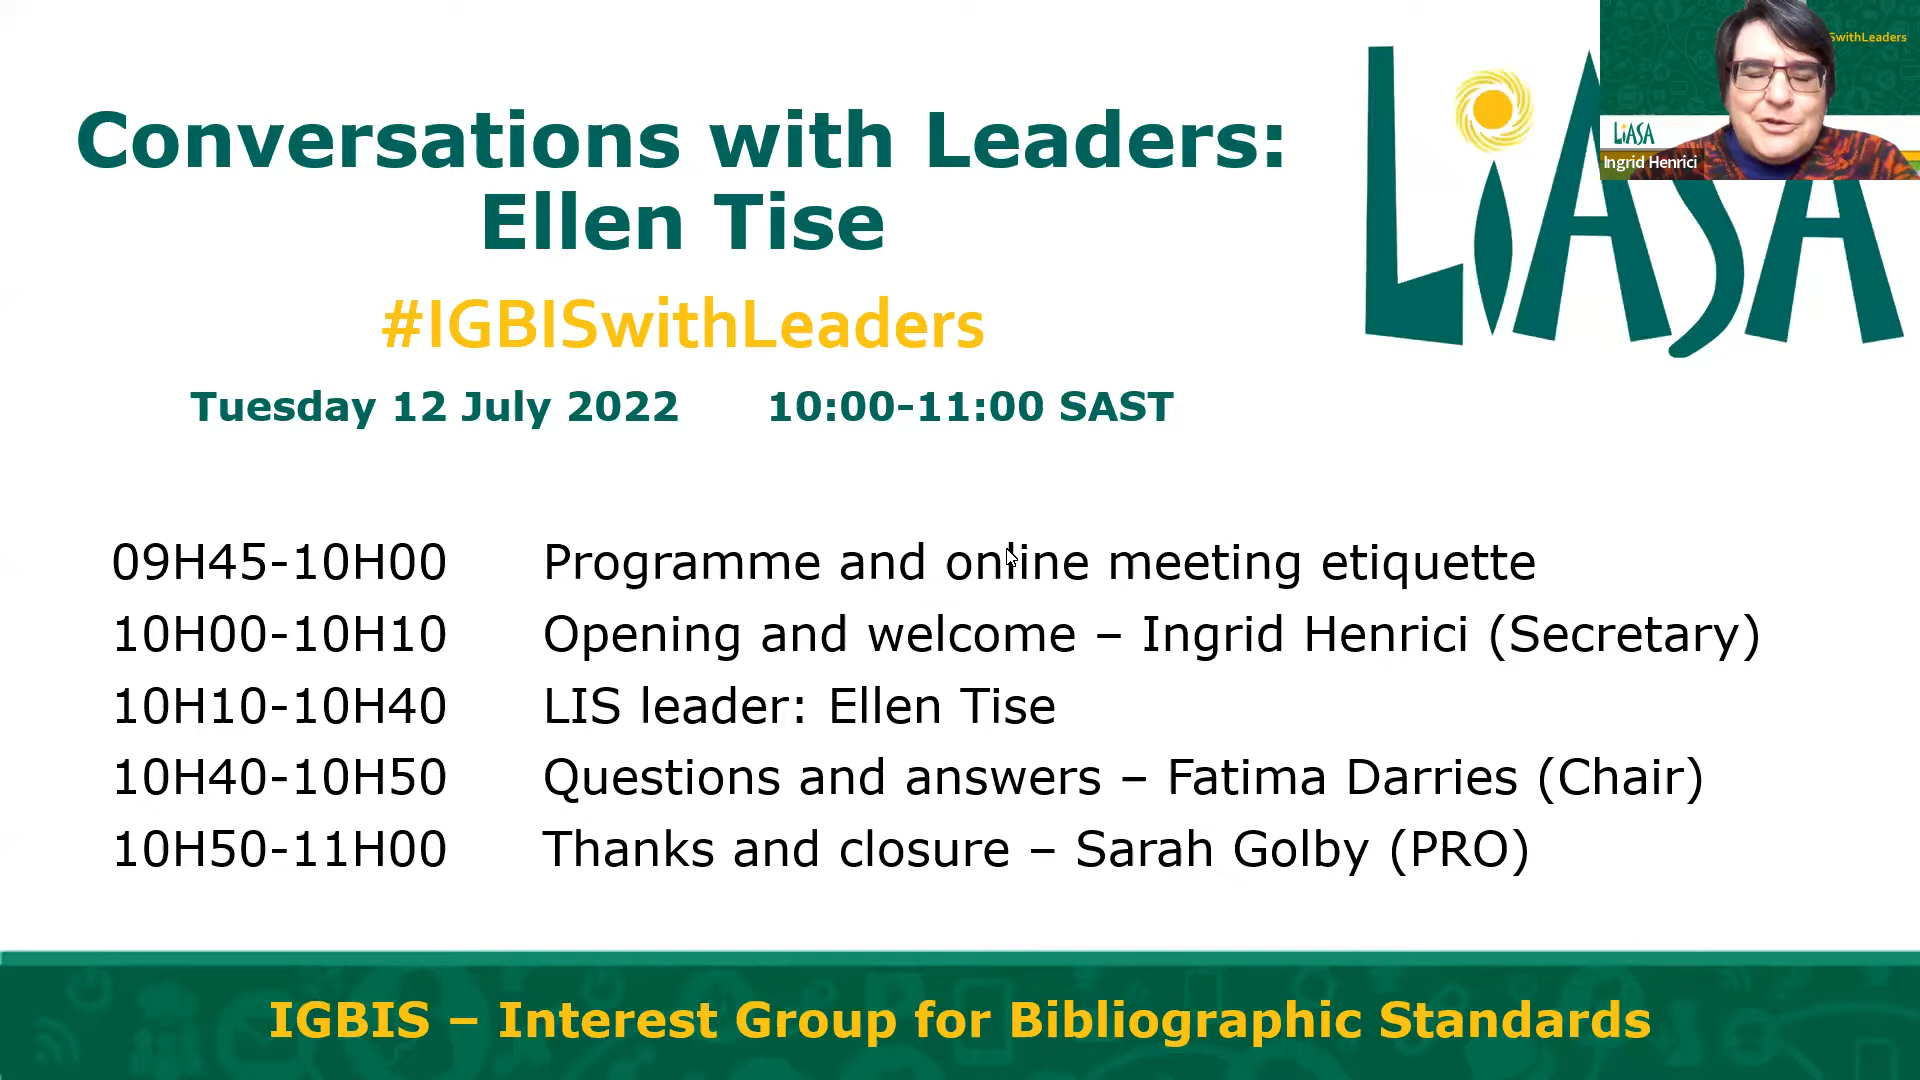 Conversations with Leaders:
Ellen Tise
#IGBISwithLeaders
Tuesday 12 July 2022 10:00-11:00 SAST
LiASA
SwithLeaders
LiASA
Ingrid Henrici
09H45-10H00 Programme and online meeting etiquette
10H00-10H10 Opening and welcome – Ingrid Henrici (Secretary)
10H10-10H40 LIS leader: Ellen Tise
10H40-10H50 Questions and answers – Fatima Darries (Chair)
10H50-11H00 Thanks and closure – Sarah Golby (PRO)
IGBIS – Interest Group for Bibliographic Standards